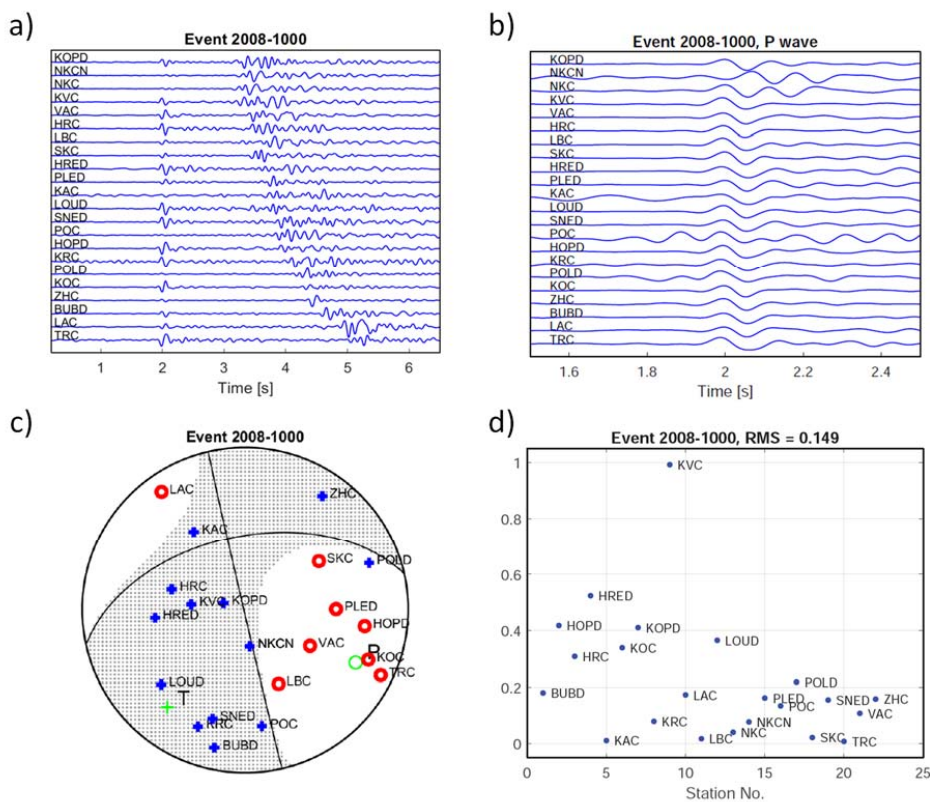 a)
Event 2008-1000
KOPD
NKCN
NKC
KVC
VAC
HRC
LBC
SKC
HRED
PLED
KAC
LOUD
SNED
POC
HOPD
KRC
POLD
KOC
ZHC
BUBD
LAC
TRC
1 2 3 4 5 6
Time [s]
b)
Event 2008-1000, P wave
KOPD
NKCN
NKC
KVC
VAC
HRC
LBC
SKC
HRED
PLED
KAC
LOUD
SNED
POC
HOPD
KRC
POLD
KOC
ZHC
BUBD
LAC
TRC
1.6 1.8 2 2.2 2.4
Time [s]
c)
Event 2008-1000
LAC
ZHC
KAC
SKC
POLD
HRC
KVC
KOPD
HRED
PLED
HOPD
NKCN
VAC
P
KOC
TRC
LOUD
LBC
T
SNED
KRC
POC
BUBD
d)
Event 2008-1000, RMS = 0.149
1
0.8
0.6
0.4
0.2
0
KVC
HRED
HOPD
KOPD
LOUD
KOC
HRC
POLD
BUBD
LAC
PLED
POC
SNED
ZHC
VAC
KRC
NKCN
NKC
KAC
LBC
SKC
TRC
0 5 10 15 20 25
Station No.